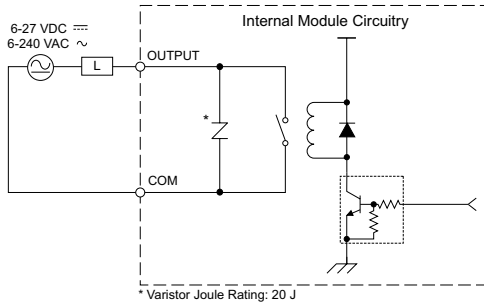 Internal Module Circuitry
6-27 VDC ⎓
6-240 VAC ∿
OUTPUT
L
*
COM
* Varistor Joule Rating: 20 J